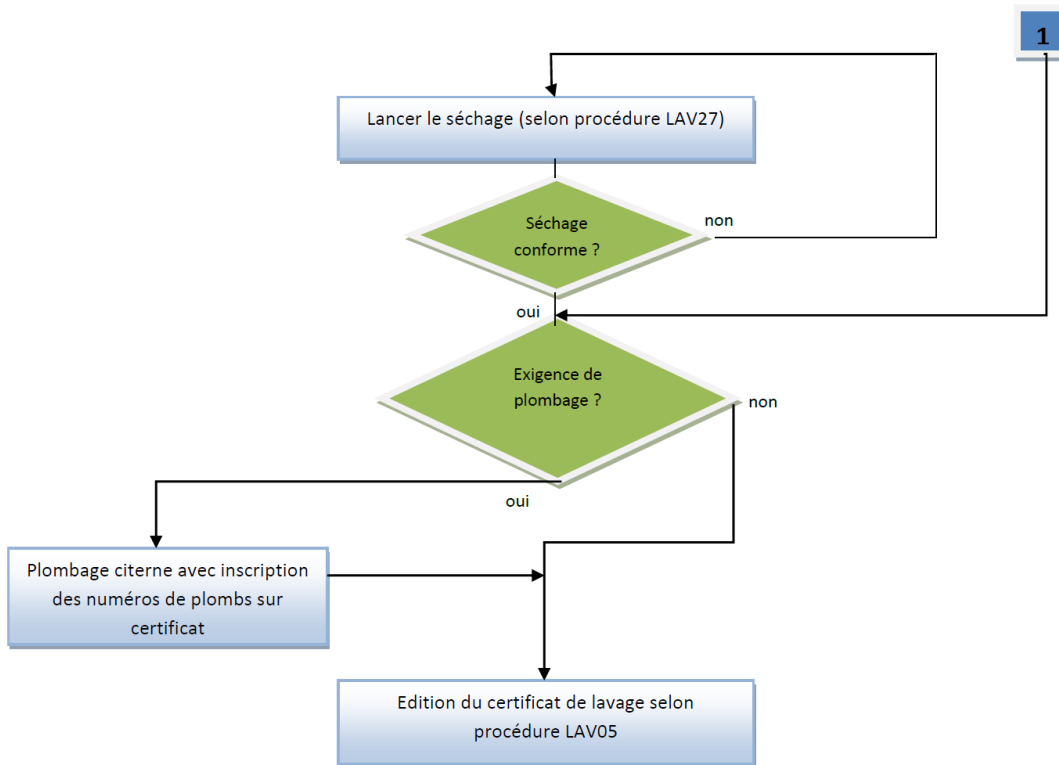 1
Lancer le séchage (selon procédure LAV27)
Séchage
conforme ?
non
oui
Exigence de
plombage ?
non
oui
Plombage citerne avec inscription
des numéros de plombs sur
certificat
Edition du certificat de lavage selon
procédure LAV05